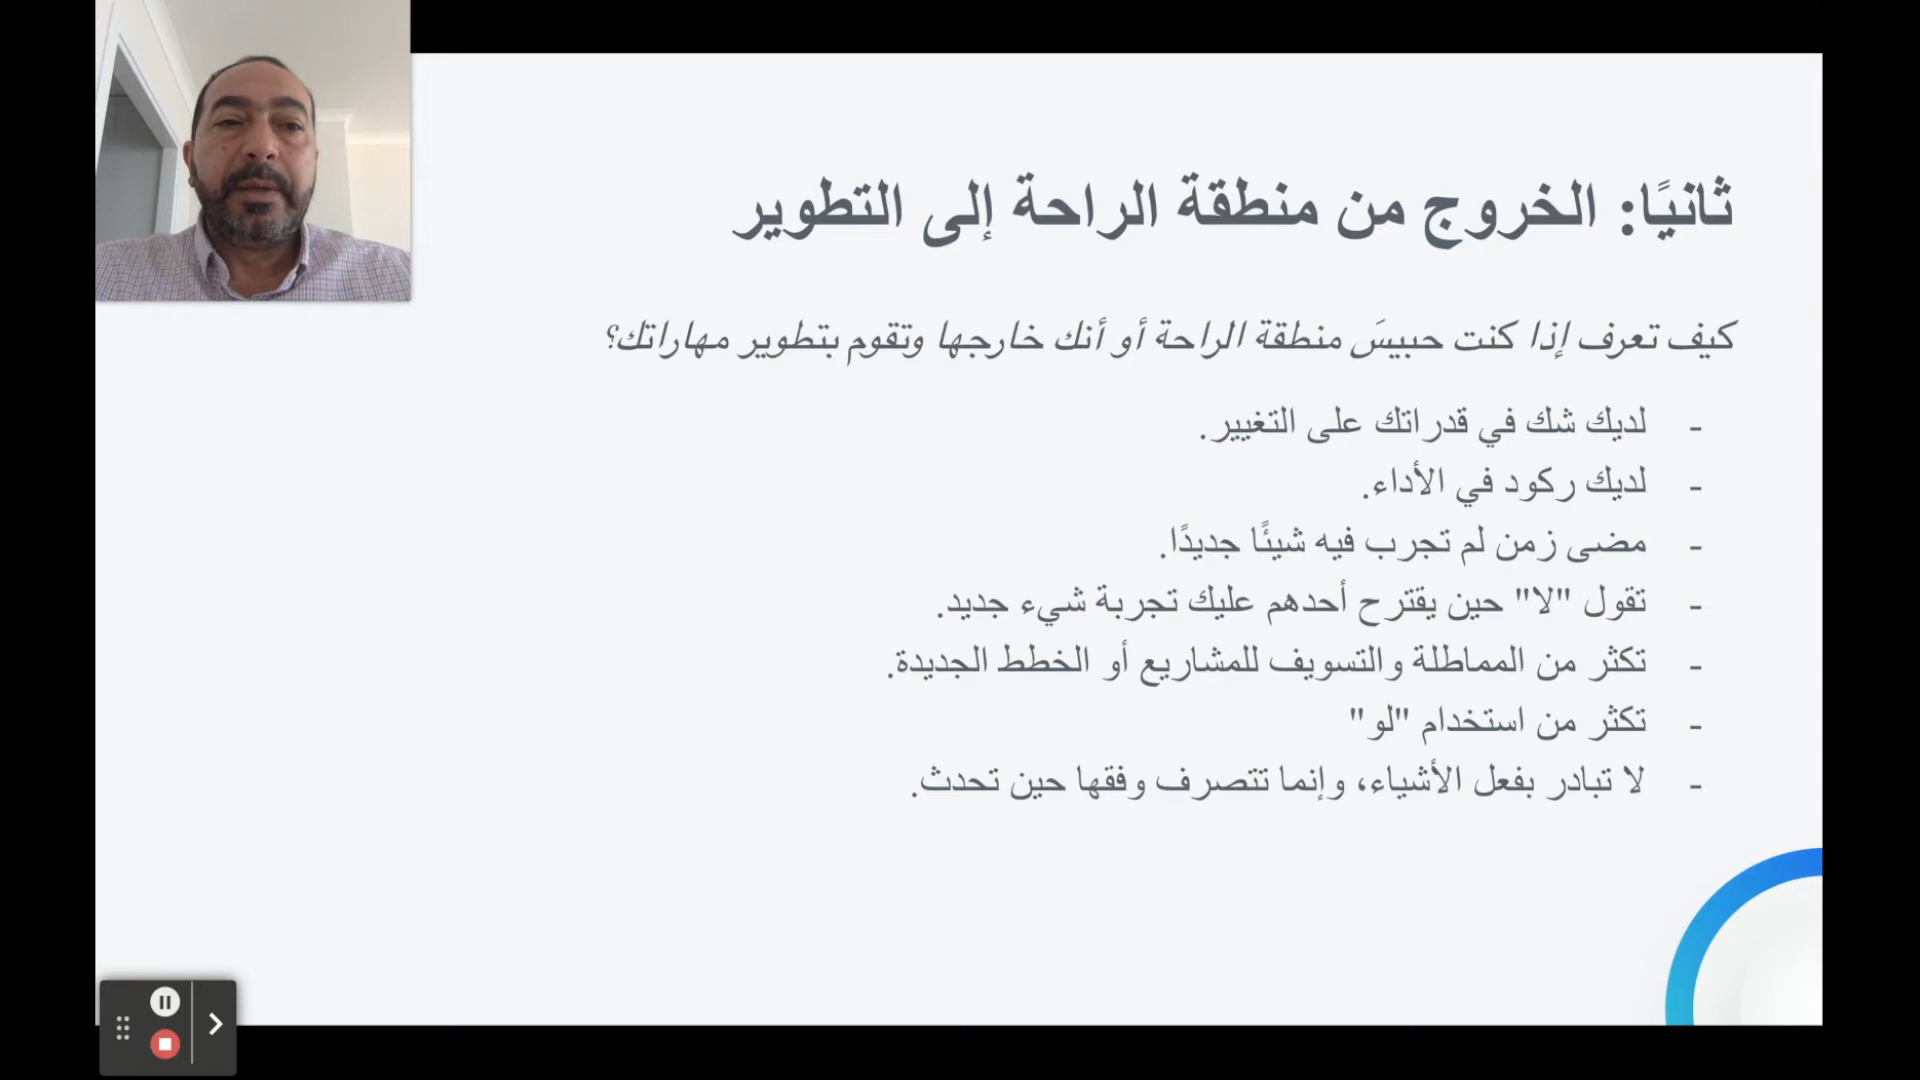 ثانيًا: الخروج من منطقة الراحة إلى التطوير
كيف تعرف إذا كنت حبيسَ منطقة الراحة أو أنك خارجها وتقوم بتطوير مهاراتك؟
- لديك شك في قدراتك على التغيير.
- لديك ركود في الأداء.
- مضى زمن لم تجرب فيه شيئًا جديدًا.
- تقول "لا" حين يقترح أحدهم عليك تجربة شيء جديد.
- تكثر من المماطلة والتسويف للمشاريع أو الخطط الجديدة.
- تكثر من استخدام "لو"
- لا تبادر بفعل الأشياء، وإنما تتصرف وفقها حين تحدث.